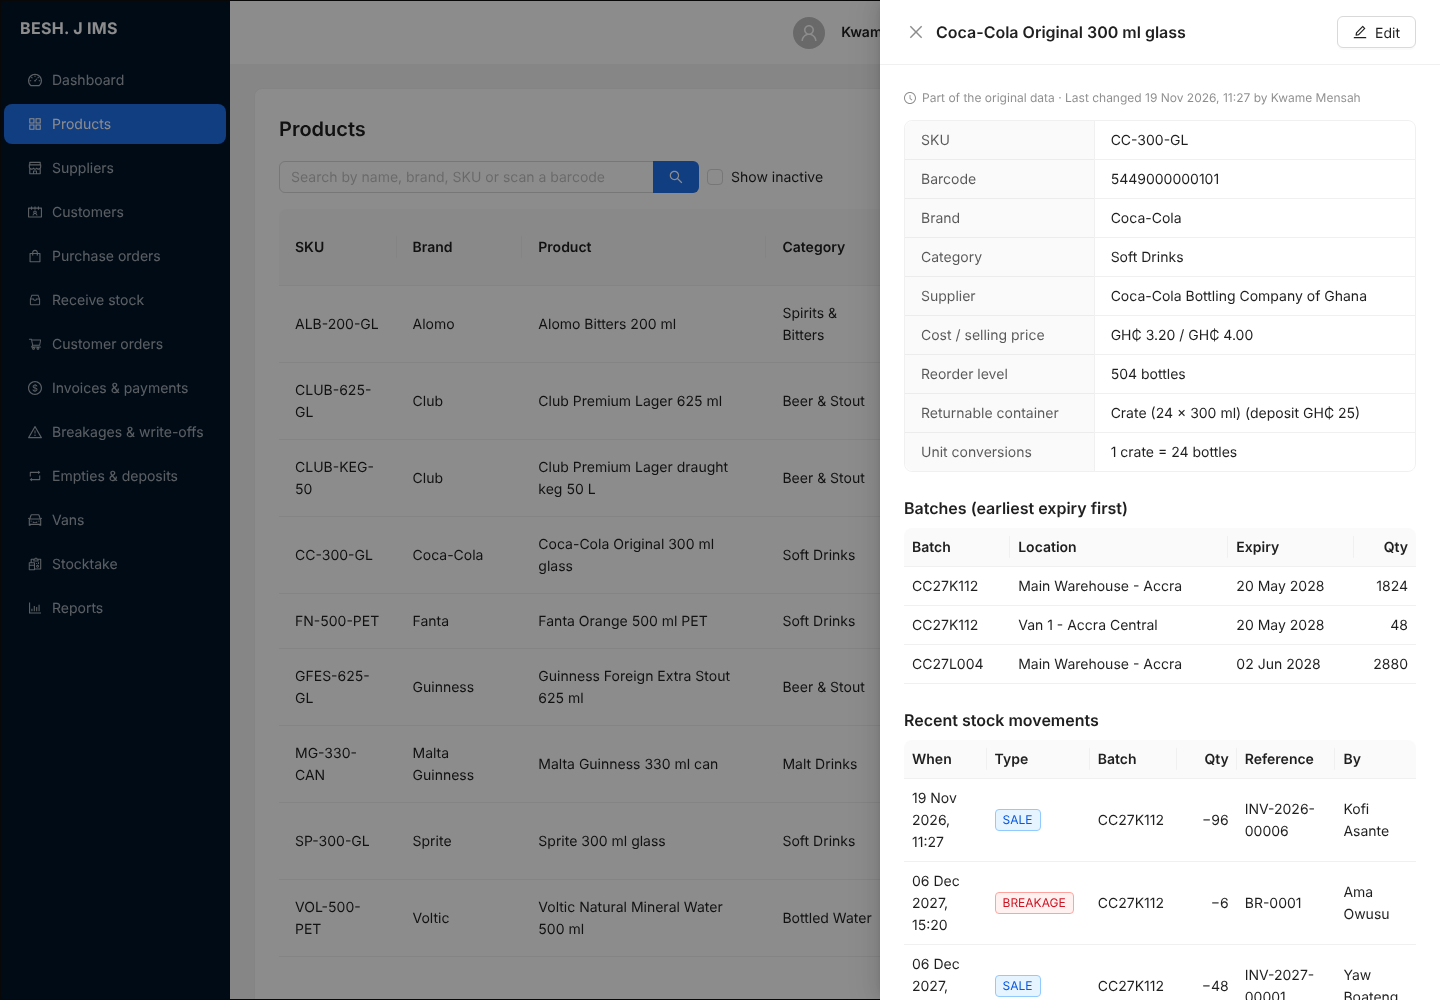 BESH. J IMS
Dashboard
Products
Suppliers
Customers
Purchase orders
Receive stock
Customer orders
Invoices & payments
Breakages & write-offs
Empties & deposits
Vans
Stocktake
Reports
Kwam
Products
Search by name, brand, SKU or scan a barcode
Show inactive
SKU Brand Product Category
ALB-200-GL Alomo Alomo Bitters 200 ml Spirits &
Bitters
CLUB-625-
GL Club Club Premium Lager 625 ml Beer & Stout
CLUB-KEG-
50 Club Club Premium Lager draught
keg 50 L Beer & Stout
CC-300-GL Coca-Cola Coca-Cola Original 300 ml
glass Soft Drinks
FN-500-PET Fanta Fanta Orange 500 ml PET Soft Drinks
GFES-625-
GL Guinness Guinness Foreign Extra Stout
625 ml Beer & Stout
MG-330-
CAN Malta
Guinness Malta Guinness 330 ml can Malt Drinks
SP-300-GL Sprite Sprite 300 ml glass Soft Drinks
VOL-500-
PET Voltic Voltic Natural Mineral Water
500 ml Bottled Water
Coca-Cola Original 300 ml glass
Edit
Part of the original data · Last changed 19 Nov 2026, 11:27 by Kwame Mensah
SKU CC-300-GL
Barcode 5449000000101
Brand Coca-Cola
Category Soft Drinks
Supplier Coca-Cola Bottling Company of Ghana
Cost / selling price GH₵ 3.20 / GH₵ 4.00
Reorder level 504 bottles
Returnable container Crate (24 × 300 ml) (deposit GH₵ 25)
Unit conversions 1 crate = 24 bottles
Batches (earliest expiry first)
Batch Location Expiry Qty
CC27K112 Main Warehouse - Accra 20 May 2028 1824
CC27K112 Van 1 - Accra Central 20 May 2028 48
CC27L004 Main Warehouse - Accra 02 Jun 2028 2880
Recent stock movements
When Type Batch Qty Reference By
19 Nov
2026,
11:27 SALE CC27K112 −96 INV-2026-
00006 Kofi
Asante
06 Dec
2027,
15:20 BREAKAGE CC27K112 −6 BR-0001 Ama
Owusu
06 Dec
2027, SALE CC27K112 −48 INV-2027-
00001 Yaw
Boateng